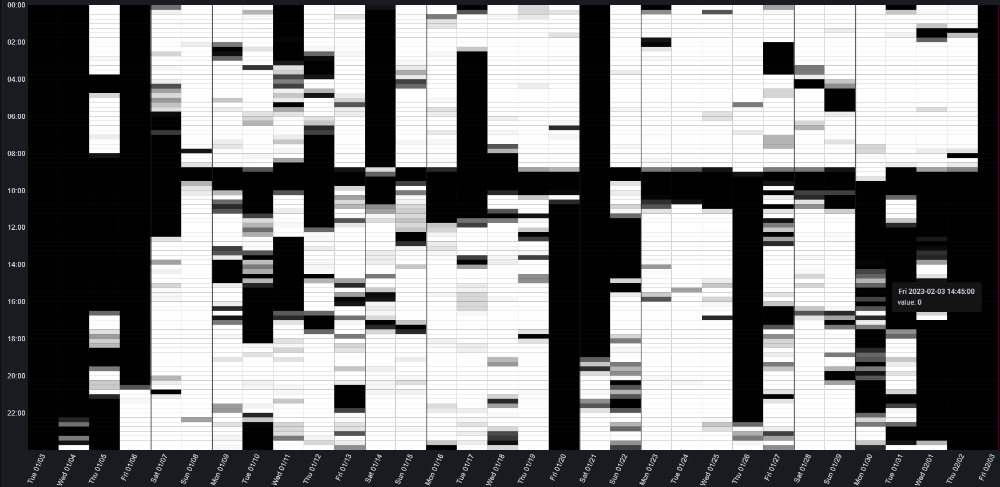 00:00
02:00
04:00
06:00
08:00
10:00
12:00
14:00
16:00
18:00
20:00
22:00
Fri 2023-02-03 14:45:00
value: 0
Tue 01/03
Wed 01/04
Thu 01/05
Fri 01/06
Sat 01/07
Sun 01/08
Mon 01/09
Tue 01/10
Wed 01/11
Thu 01/12
Fri 01/13
Sat 01/14
Sun 01/15
Mon 01/16
Tue 01/17
Wed 01/18
Thu 01/19
Fri 01/20
Sat 01/21
Sun 01/22
Mon 01/23
Tue 01/24
Wed 01/25
Thu 01/26
Fri 01/27
Sat 01/28
Sun 01/29
Mon 01/30
Tue 01/31
Wed 02/01
Thu 02/02
Fri 02/03